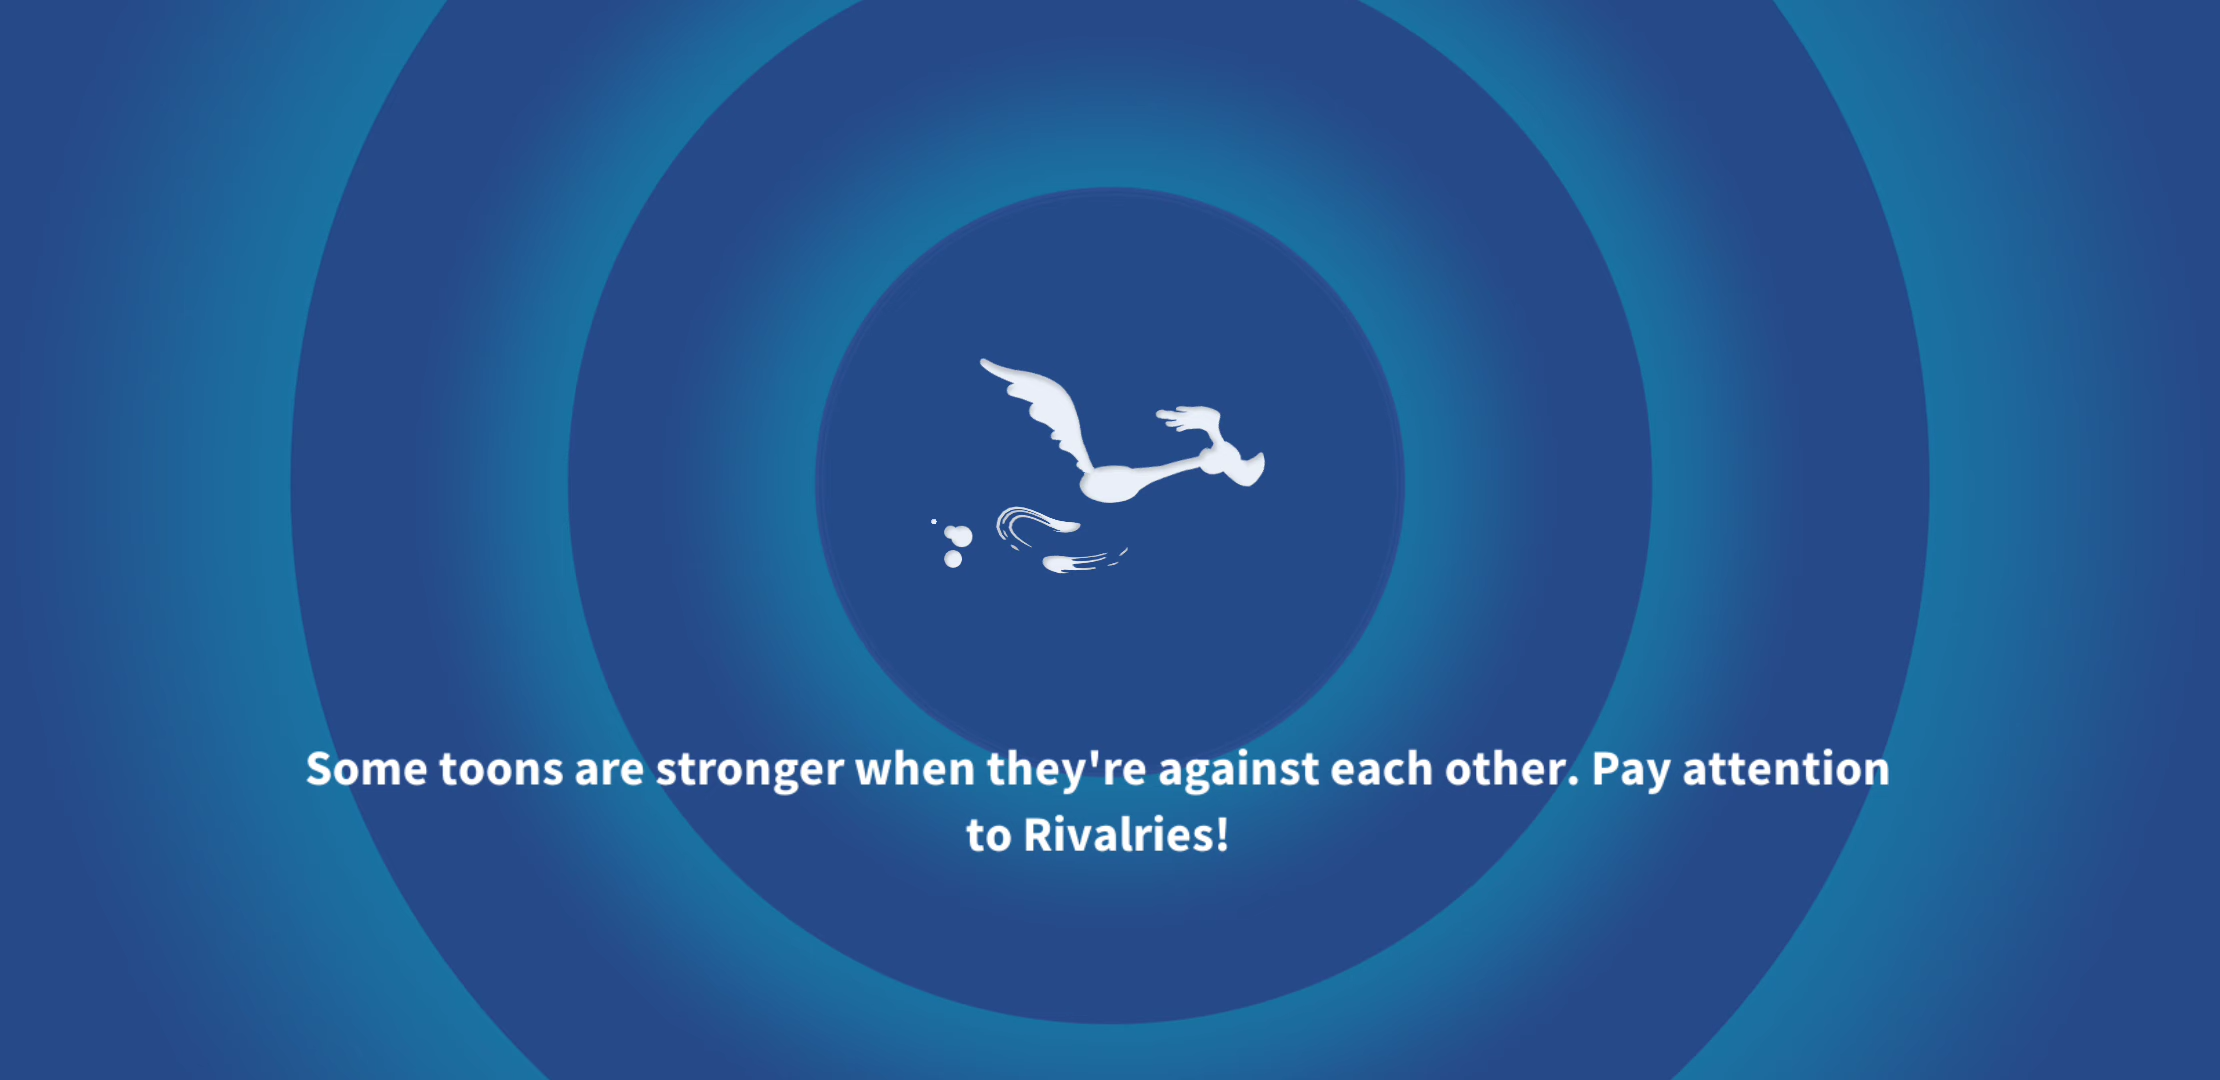 Some toons are stronger when they're against each other. Pay attention
to Rivalries!